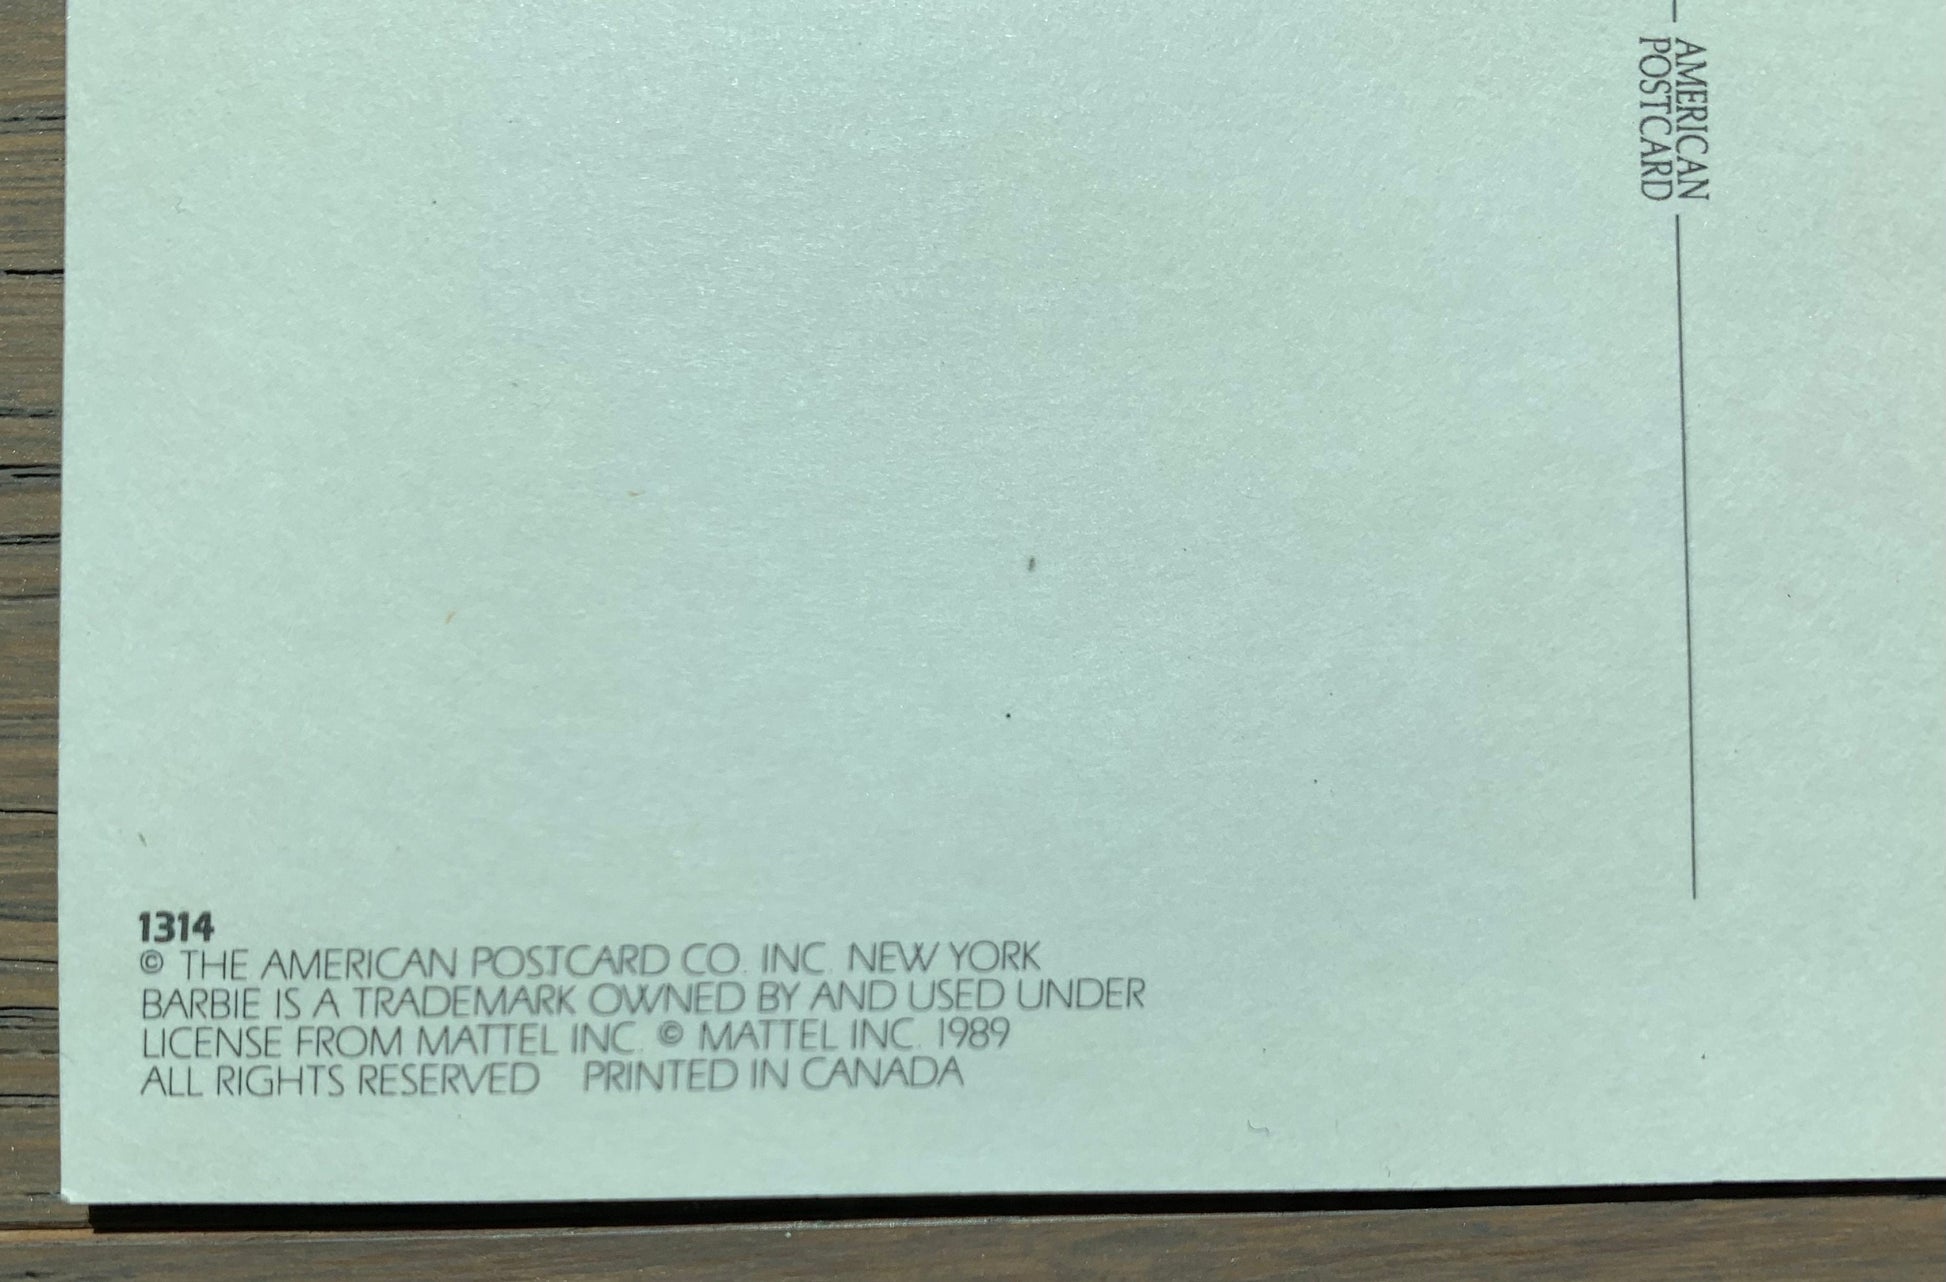 AMERICAN
POSTCARD
1314
© THE AMERICAN POSTCARD CO. INC. NEW YORK
BARBIE IS A TRADEMARK OWNED BY AND USED UNDER
LICENSE FROM MATTEL INC. © MATTEL INC. 1989
ALL RIGHTS RESERVED PRINTED IN CANADA